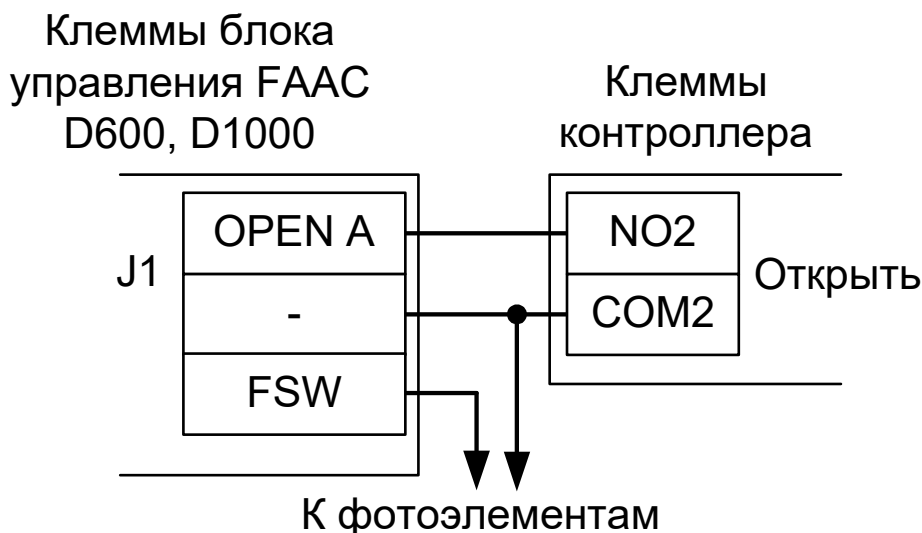 Клеммы блока
управления FAAC
D600, D1000
Клеммы
контроллера
J1
OPEN A
-
FSW
NO2
COM2
Открыть
К фотоэлементам